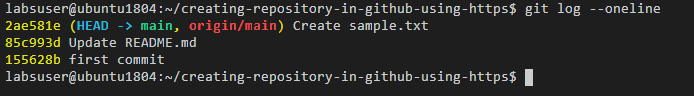 labsuser@ubuntu1804:~/creating-repository-in-github-using-https$ git log --oneline
2ae581e (HEAD -> main, origin/main) Create sample.txt
85c993d Update README.md
155628b first commit
labsuser@ubuntu1804:~/creating-repository-in-github-using-https$